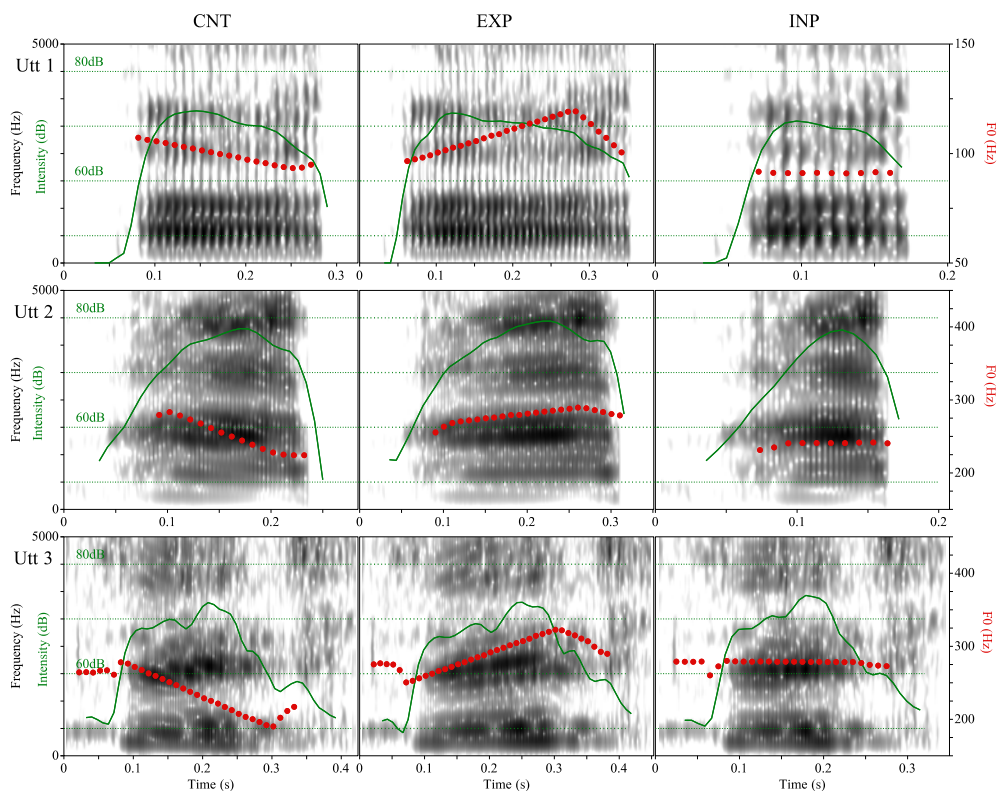 CNT EXP INP
Utt 1
5000
80dB
60dB
0
Frequency (Hz)
Intensity (dB)
0.1 0.2 0.3
0 0.1 0.2 0.3
0 0.1 0.2
150
100
50
F0 (Hz)
Utt 2
5000
80dB
60dB
0
Frequency (Hz)
Intensity (dB)
0 0.1 0.2
0 0.1 0.2 0.3
0 0.1 0.2
400
350
300
250
200
F0 (Hz)
Utt 3
5000
80dB
60dB
0
Frequency (Hz)
Intensity (dB)
0 0.1 0.2 0.3 0.4
0 0.1 0.2 0.3 0.4
0 0.1 0.2 0.3
400
300
200
F0 (Hz)
Time (s) Time (s) Time (s)